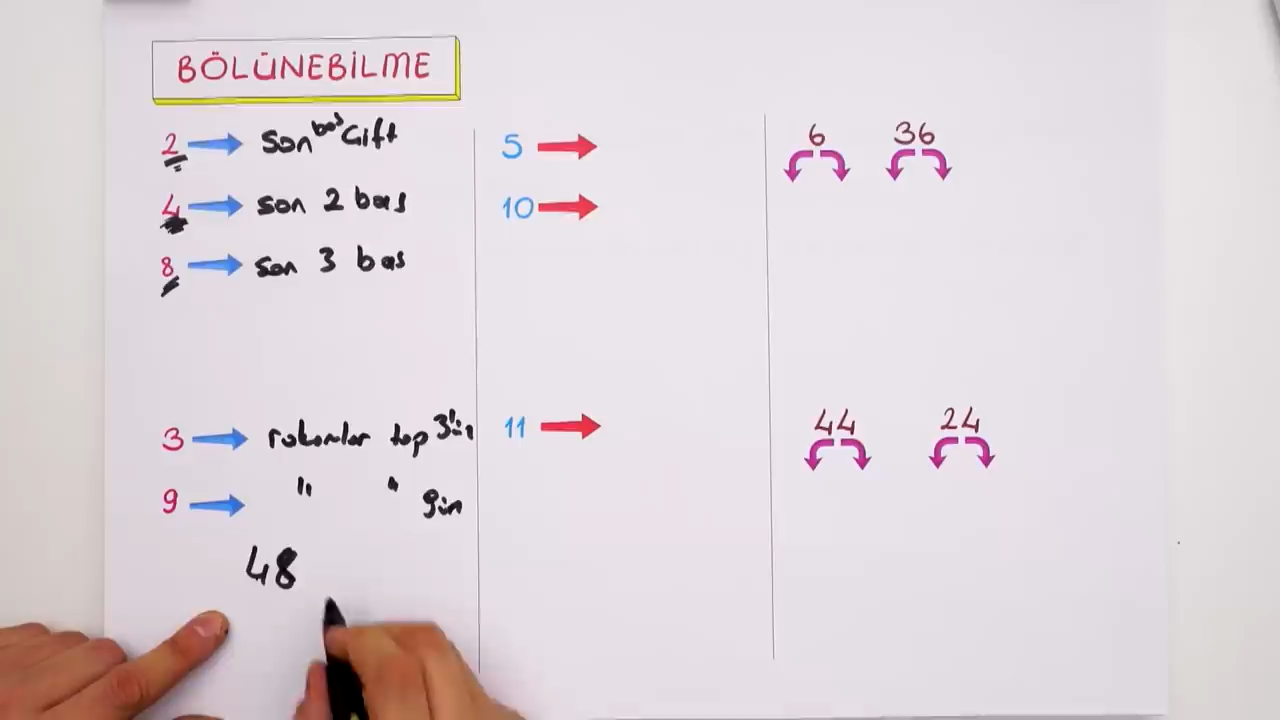 BÖLÜNEBİLME
2 → son bas Çift
4 → son 2 bas
8 → son 3 bas
3 → rakamlar top 3'ün
9 → " " 9'un
48
5 →
10 →
11 →
6 36
44 24